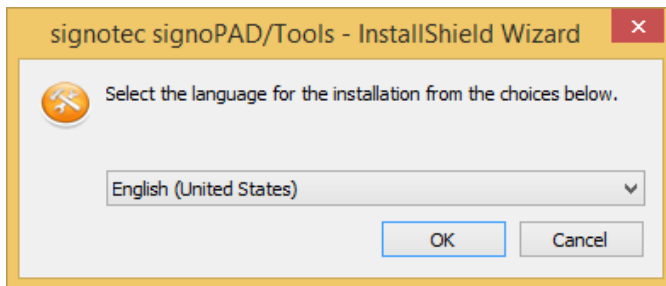 signotec signoPAD/Tools - InstallShield Wizard
Select the language for the installation from the choices below.
English (United States)
OK Cancel